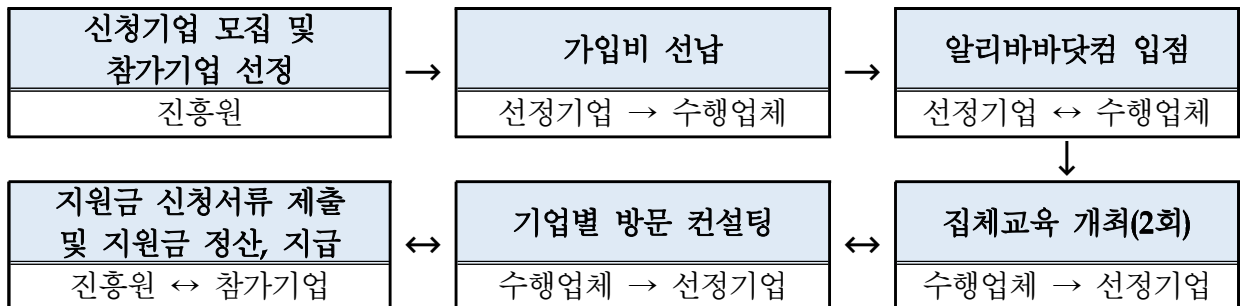 신청기업 모집 및
참가기업 선정
진흥원
→
가입비 선납
선정기업 → 수행업체
→
알리바바닷컴 입점
선정기업 ↔ 수행업체
↓
지원금 신청서류 제출
및 지원금 정산, 지급
진흥원 ↔ 참가기업
↔
기업별 방문 컨설팅
수행업체 → 선정기업
↔
집체교육 개최(2회)
수행업체 → 선정기업